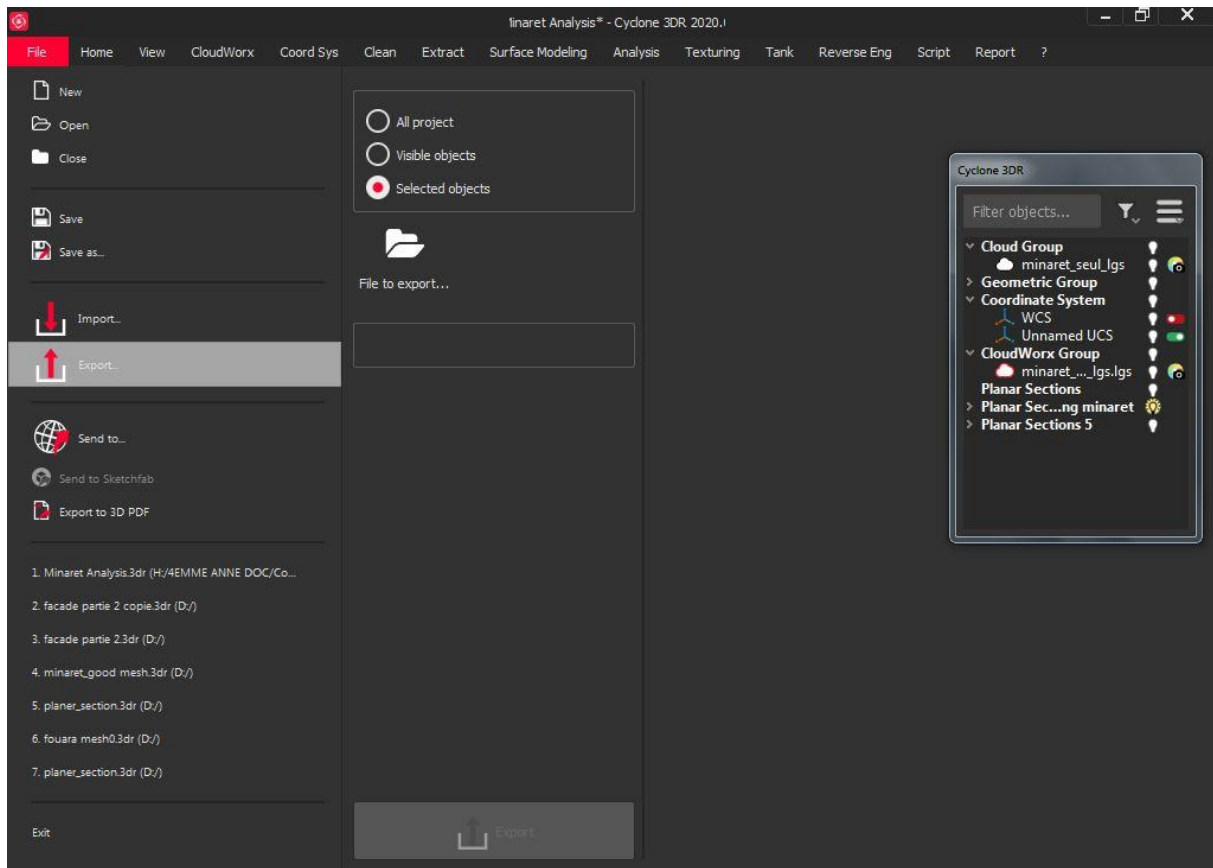 linaret Analysis* - Cyclone 3DR 2020.
File Home View CloudWorx Coord Sys Clean Extract Surface Modeling Analysis Texturing Tank Reverse Eng Script Report ?
New
Open
Close
Save
Save as...
Import...
Export...
Send to...
Send to Sketchfab
Export to 3D PDF
1. Minaret Analysis.3dr (H:/4EMME ANNE DOC/Co...
2. facade partie 2 copie.3dr (D:/)
3. facade partie 2.3dr (D:/)
4. minaret_good mesh.3dr (D:/)
5. planer_section.3dr (D:/)
6. fouara mesh0.3dr (D:/)
7. planer_section.3dr (D:/)
Exit
All project
Visible objects
Selected objects
File to export...
Export
Cyclone 3DR
Filter objects...
Cloud Group
minaret_seul_lgs
Geometric Group
Coordinate System
WCS
Unnamed UCS
CloudWorx Group
minaret_..._lgs.lgs
Planar Sections
Planar Sec...ng minaret
Planar Sections 5